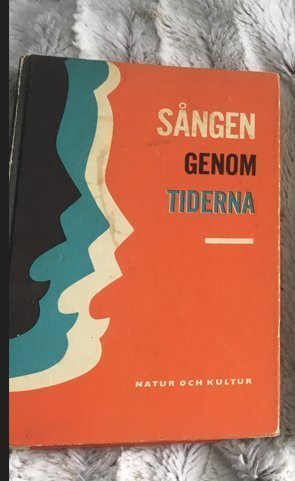 SÅNGEN
GENOM
TIDERNA
NATUR OCH KULTUR